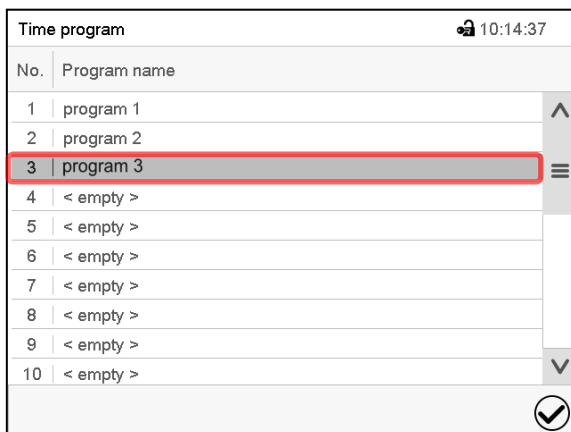 Time program 10:14:37
No. Program name
1 program 1
2 program 2
3 program 3
4 < empty >
5 < empty >
6 < empty >
7 < empty >
8 < empty >
9 < empty >
10 < empty >